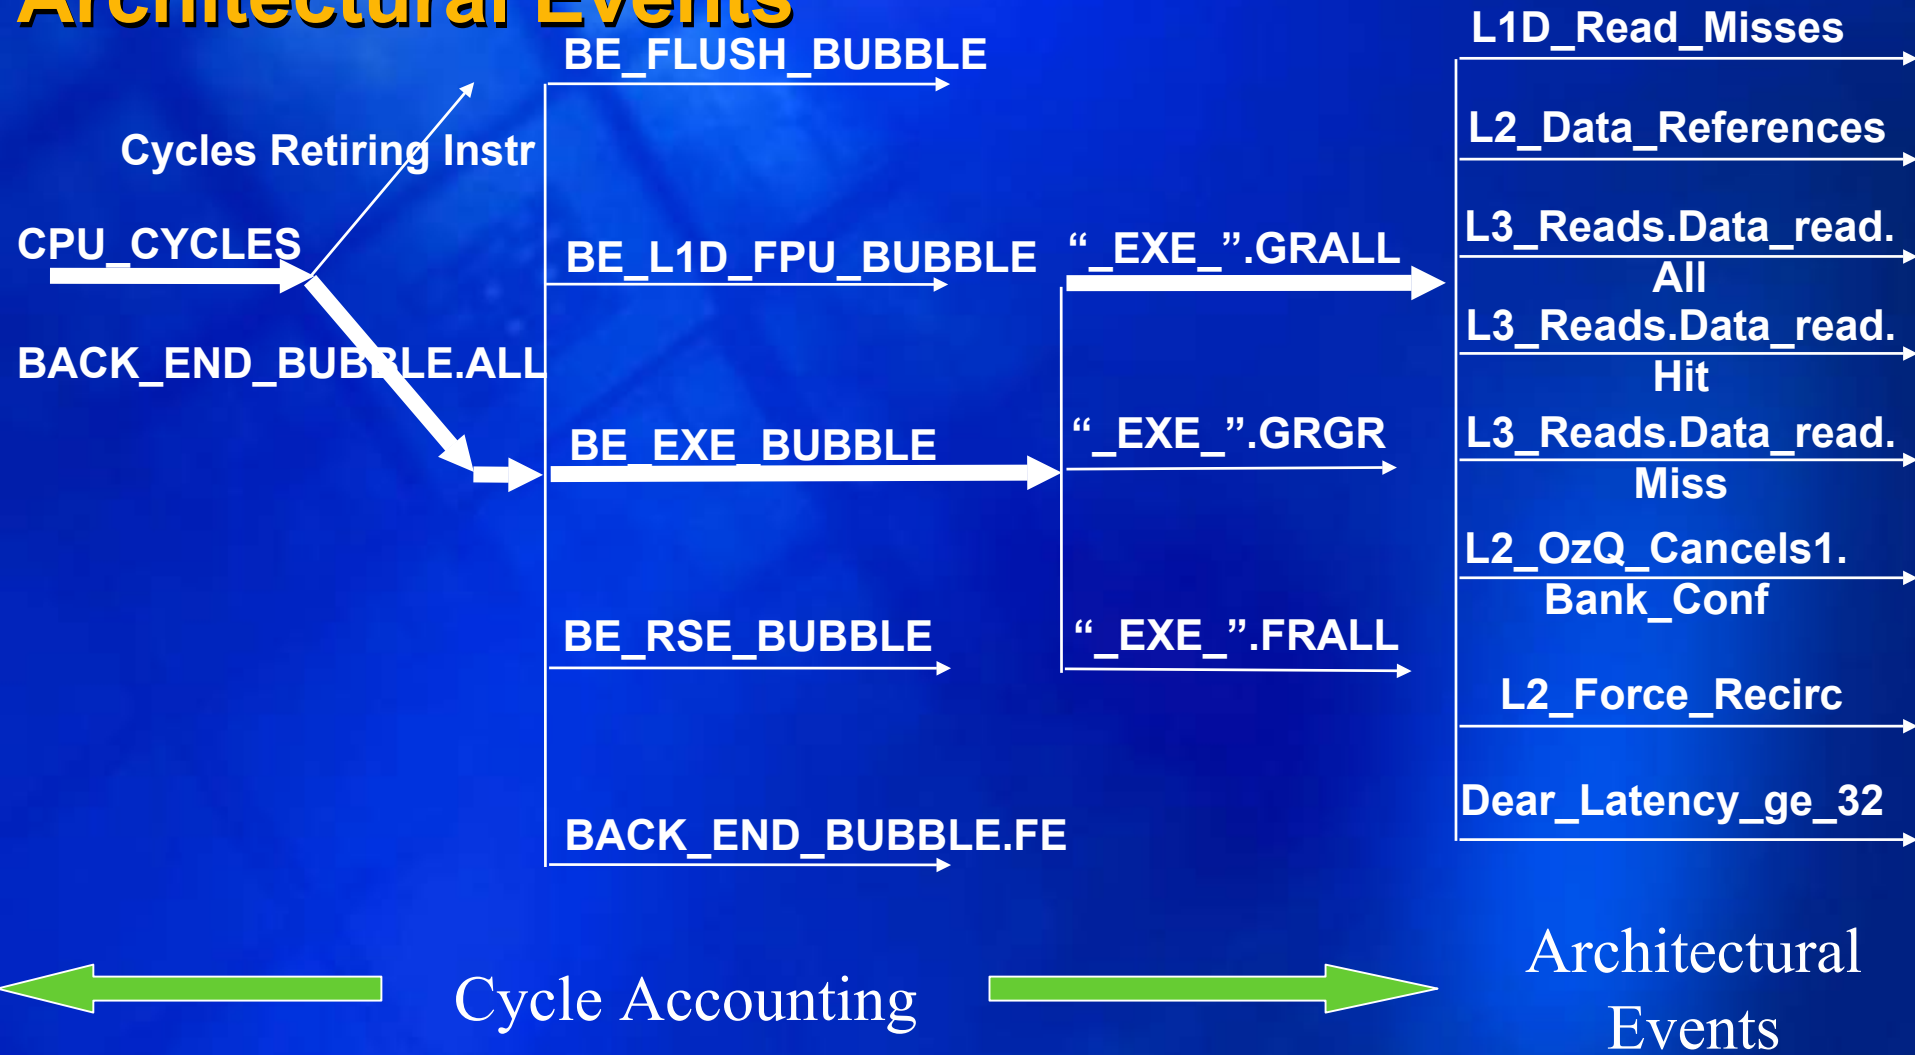 Architectural Events
BE_FLUSH_BUBBLE
Cycles Retiring Instr
CPU_CYCLES
BACK_END_BUBBLE.ALL
BE_L1D_FPU_BUBBLE
BE_EXE_BUBBLE
BE_RSE_BUBBLE
BACK_END_BUBBLE.FE
“_EXE_”.GRALL
“_EXE_”.GRGR
“_EXE_”.FRALL
L1D_Read_Misses
L2_Data_References
L3_Reads.Data_read.
All
L3_Reads.Data_read.
Hit
L3_Reads.Data_read.
Miss
L2_OzQ_Cancels1.
Bank_Conf
L2_Force_Recirc
Dear_Latency_ge_32
Cycle Accounting
Architectural
Events